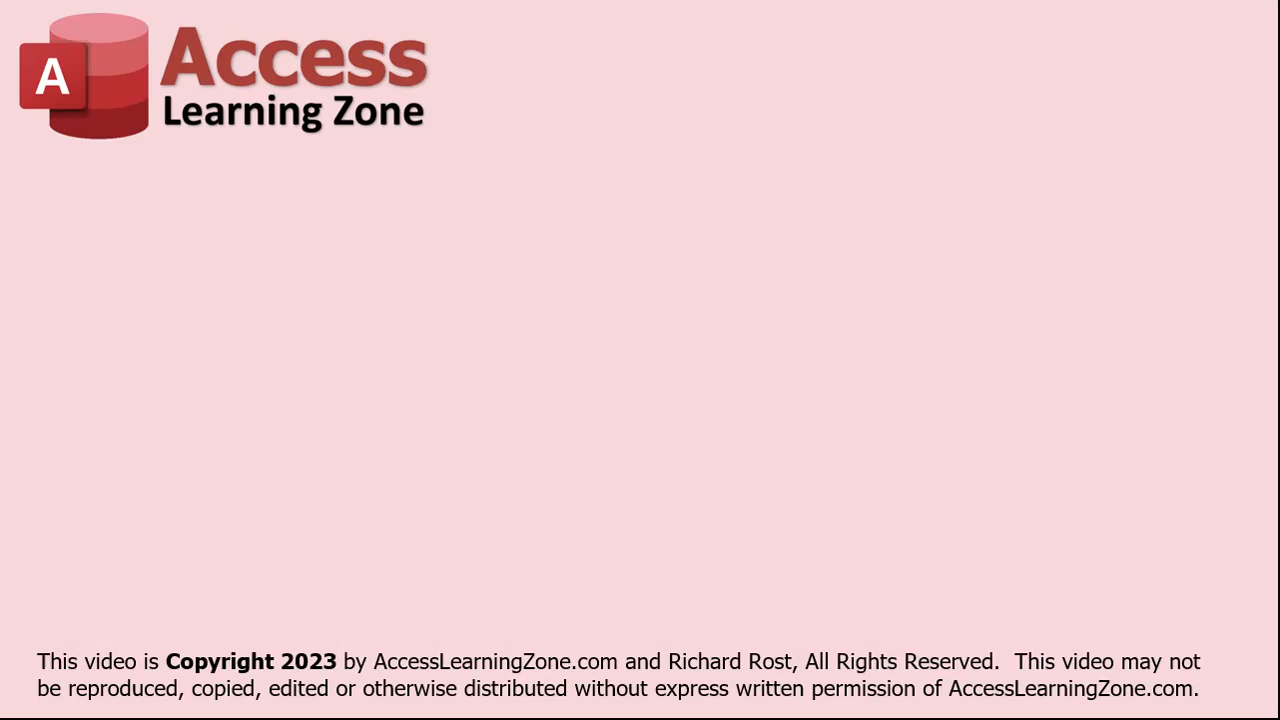 A
Access
Learning Zone
This video is Copyright 2023 by AccessLearningZone.com and Richard Rost, All Rights Reserved.  This video may not
be reproduced, copied, edited or otherwise distributed without express written permission of AccessLearningZone.com.